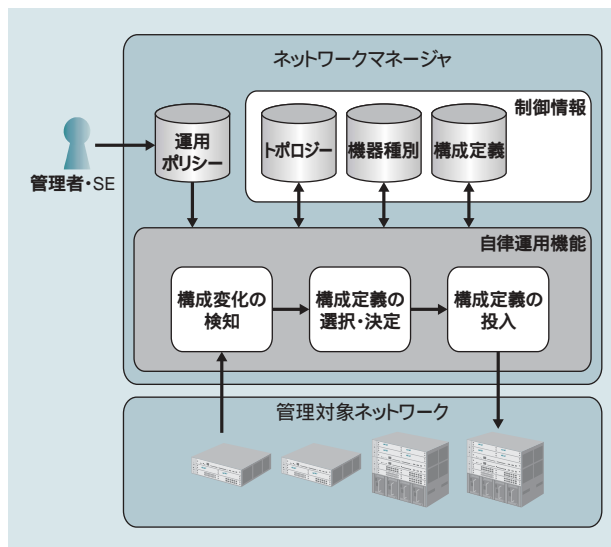 ネットワークマネージャ
制御情報
運用
ポリシー
トポロジー
機器種別
構成定義
管理者・SE
自律運用機能
構成変化の
検知
構成定義の
選択・決定
構成定義の
投入
管理対象ネットワーク